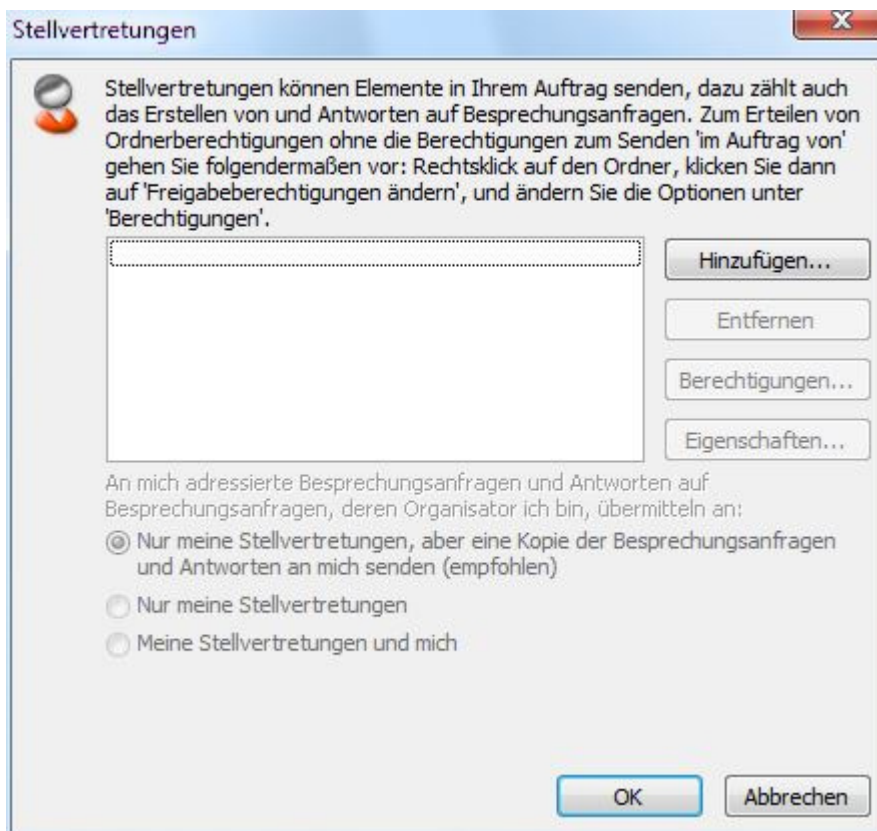 Stellvertretungen
Stellvertretungen können Elemente in Ihrem Auftrag senden, dazu zählt auch
das Erstellen von und Antworten auf Besprechungsanfragen. Zum Erteilen von
Ordnerberechtigungen ohne die Berechtigungen zum Senden 'im Auftrag von'
gehen Sie folgendermaßen vor: Rechtsklick auf den Ordner, klicken Sie dann
auf 'Freigabeberechtigungen ändern', und ändern Sie die Optionen unter
'Berechtigungen'.
Hinzufügen...
Entfernen
Berechtigungen...
Eigenschaften...
An mich adressierte Besprechungsanfragen und Antworten auf
Besprechungsanfragen, deren Organisator ich bin, übermitteln an:
Nur meine Stellvertretungen, aber eine Kopie der Besprechungsanfragen
und Antworten an mich senden (empfohlen)
Nur meine Stellvertretungen
Meine Stellvertretungen und mich
OK
Abbrechen